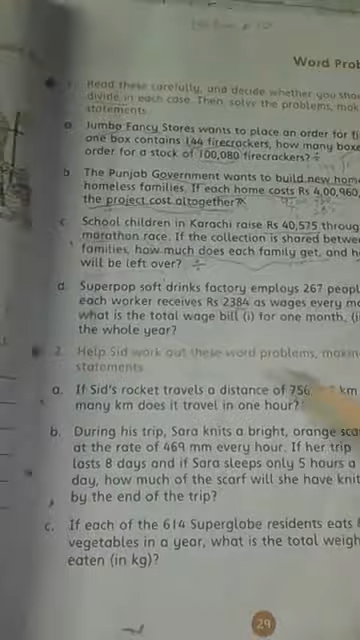 Word Prob
1. Read these carefully, and decide whether you shou
divide in each case. Then solve the problems, mak
statements.
a. Jumbo Fancy Stores wants to place an order for fi
one box contains 144 firecrackers, how many boxe
order for a stock of 100,080 firecrackers? ÷
b. The Punjab Government wants to build new home
homeless families. If each home costs Rs 4,00,960,
the project cost altogether? ×
c. School children in Karachi raise Rs 40,575 throug
marathon race. If the collection is shared betwe
families, how much does each family get, and h
will be left over? ÷
d. Superpop soft drinks factory employs 267 peopl
each worker receives Rs 2384 as wages every mo
what is the total wage bill (i) for one month, (ii
the whole year?
2. Help Sid work out these word problems, makin
statements.
a. If Sid's rocket travels a distance of 756 km
many km does it travel in one hour?
b. During his trip, Sara knits a bright, orange sca
at the rate of 469 mm every hour. If her trip
lasts 8 days and if Sara sleeps only 5 hours a
day, how much of the scarf will she have knit
by the end of the trip?
c. If each of the 614 Superglobe residents eats
vegetables in a year, what is the total weigh
eaten (in kg)?
29